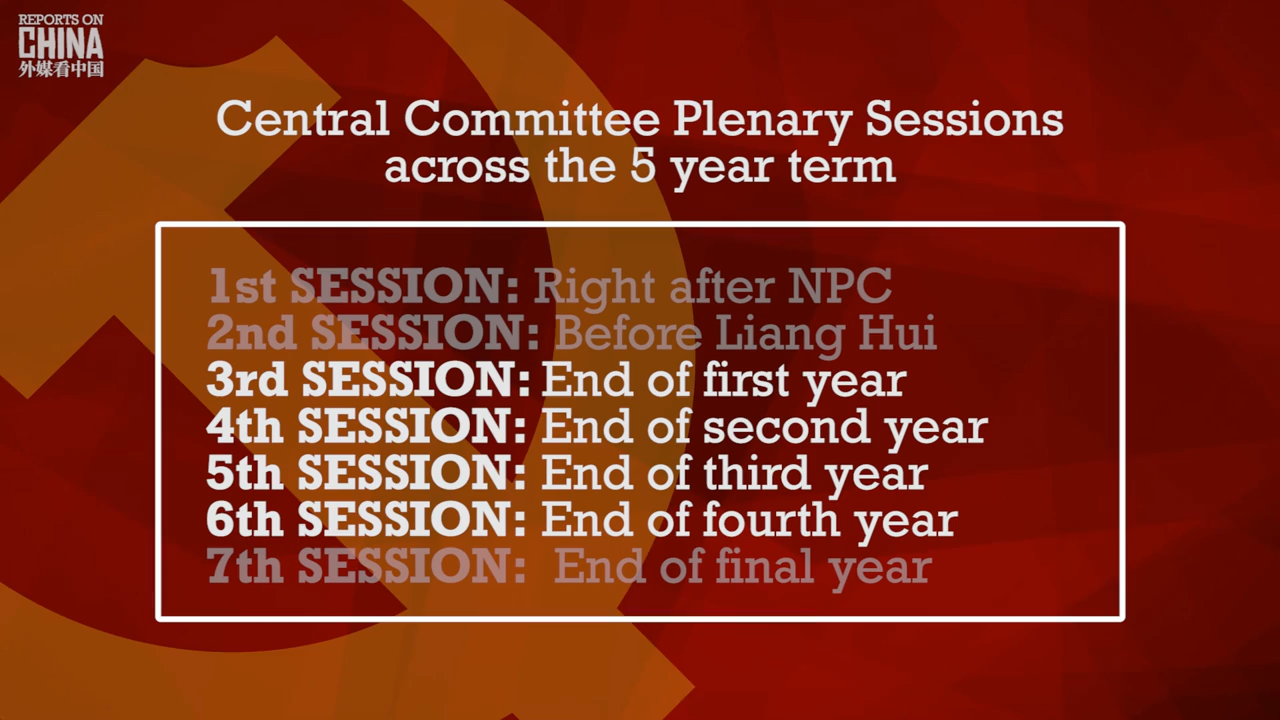 REPORTS ON
CHINA
外媒看中国
Central Committee Plenary Sessions
across the 5 year term
1st SESSION: Right after NPC
2nd SESSION: Before Liang Hui
3rd SESSION: End of first year
4th SESSION: End of second year
5th SESSION: End of third year
6th SESSION: End of fourth year
7th SESSION: End of final year